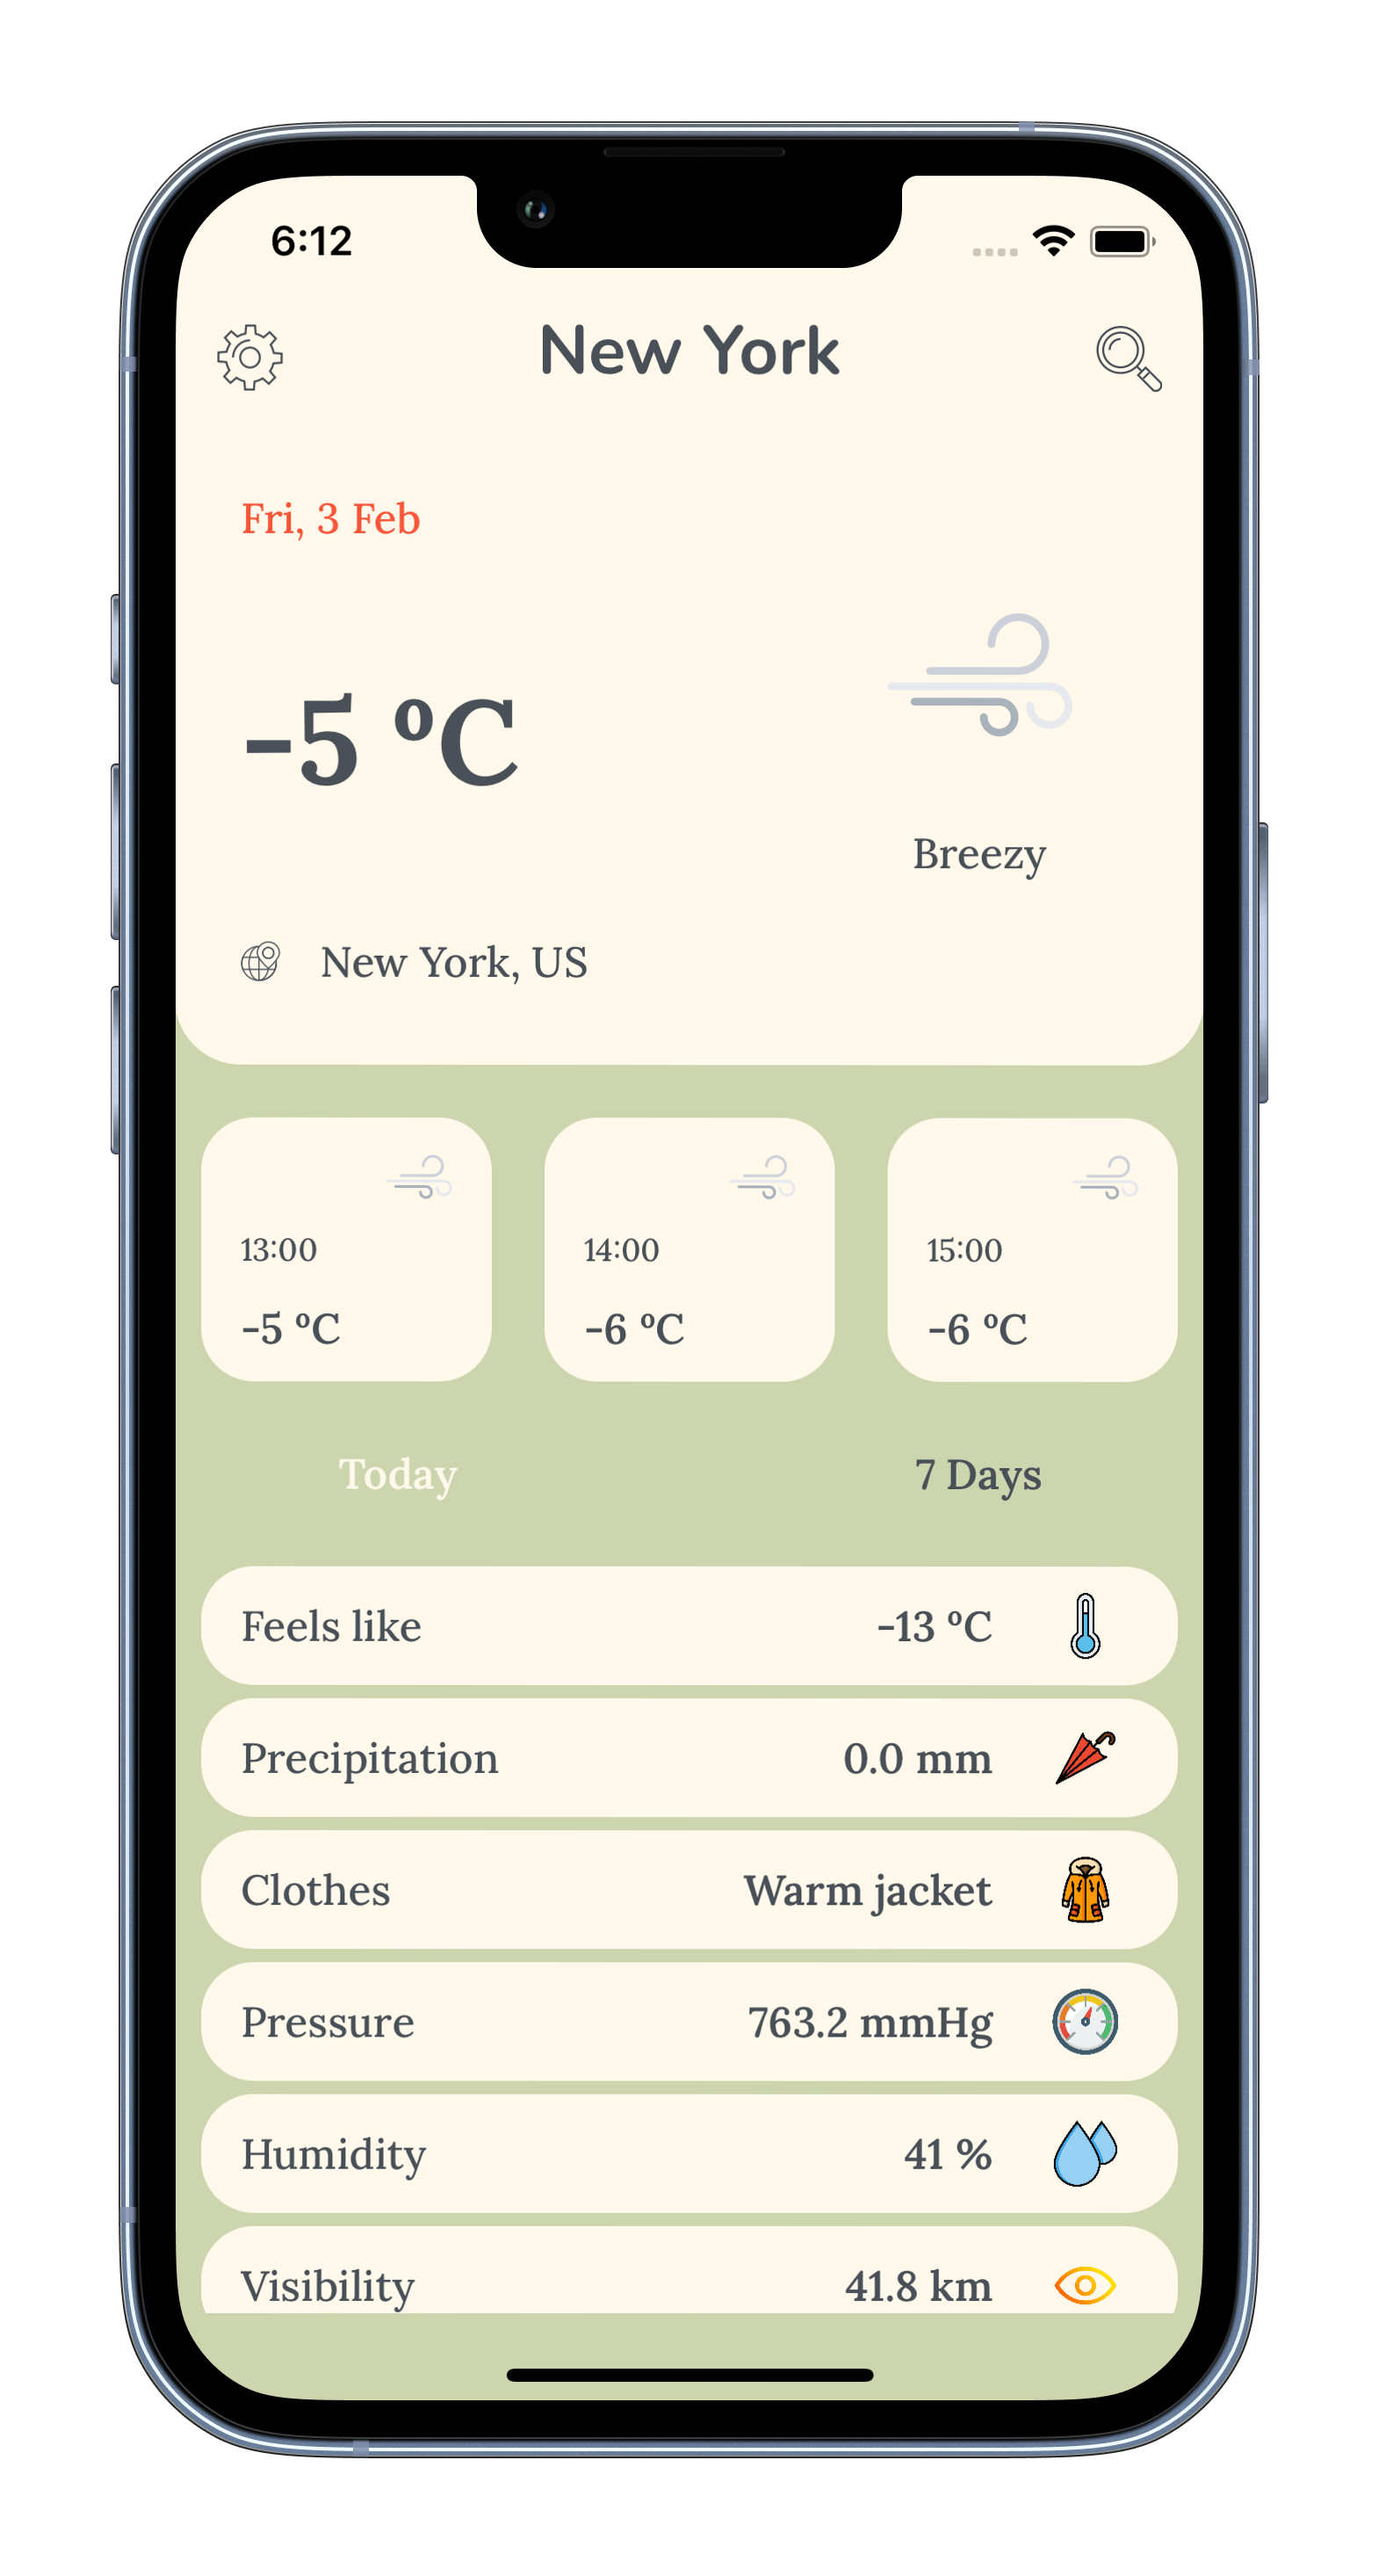 6:12
New York
Fri, 3 Feb
-5 ºC
Breezy
New York, US
13:00 14:00 15:00
-5 ºC -6 ºC -6 ºC
Today 7 Days
Feels like -13 ºC
Precipitation 0.0 mm
Clothes Warm jacket
Pressure 763.2 mmHg
Humidity 41 %
Visibility 41.8 km